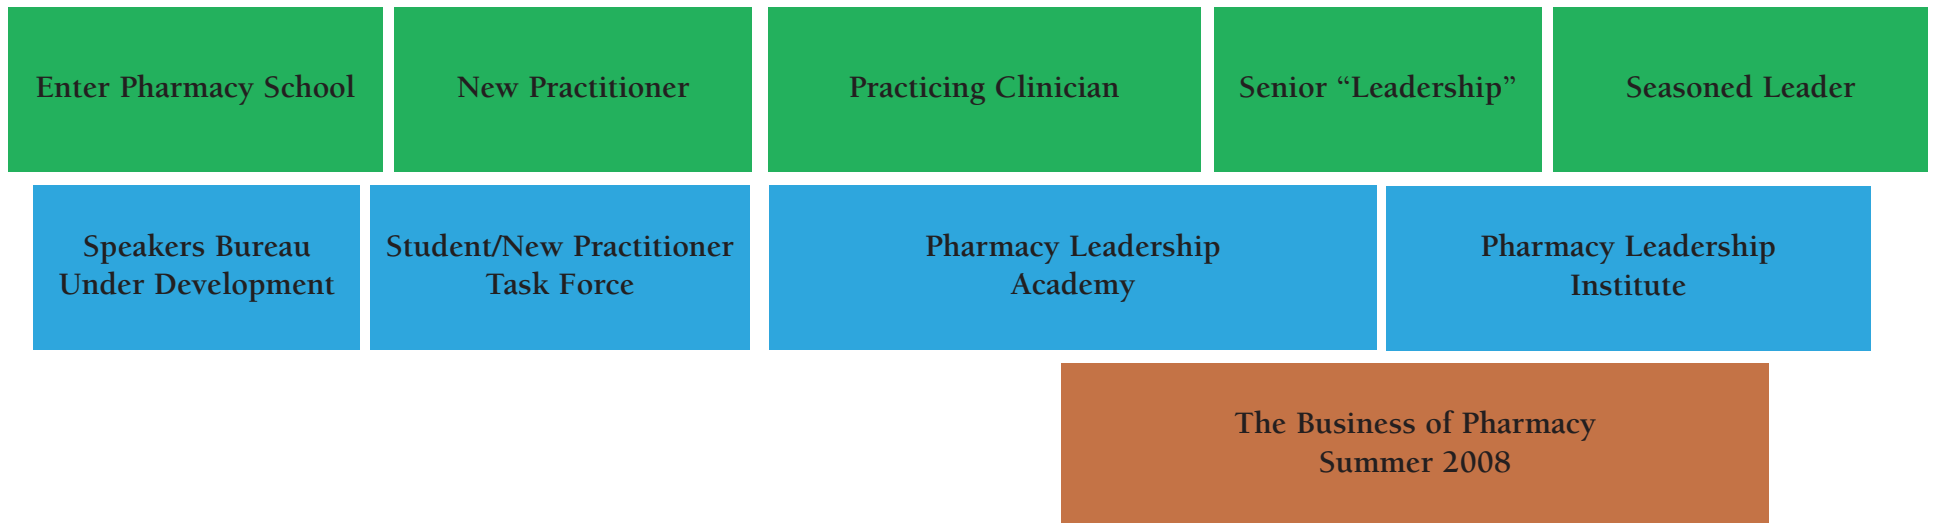 Enter Pharmacy School
New Practitioner
Practicing Clinician
Senior “Leadership”
Seasoned Leader
Speakers Bureau
Under Development
Student/New Practitioner
Task Force
Pharmacy Leadership
Academy
Pharmacy Leadership
Institute
The Business of Pharmacy
Summer 2008